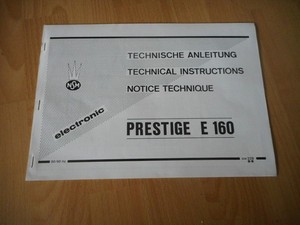 NSM
TECHNISCHE ANLEITUNG
TECHNICAL INSTRUCTIONS
NOTICE TECHNIQUE
electronic
PRESTIGE E 160